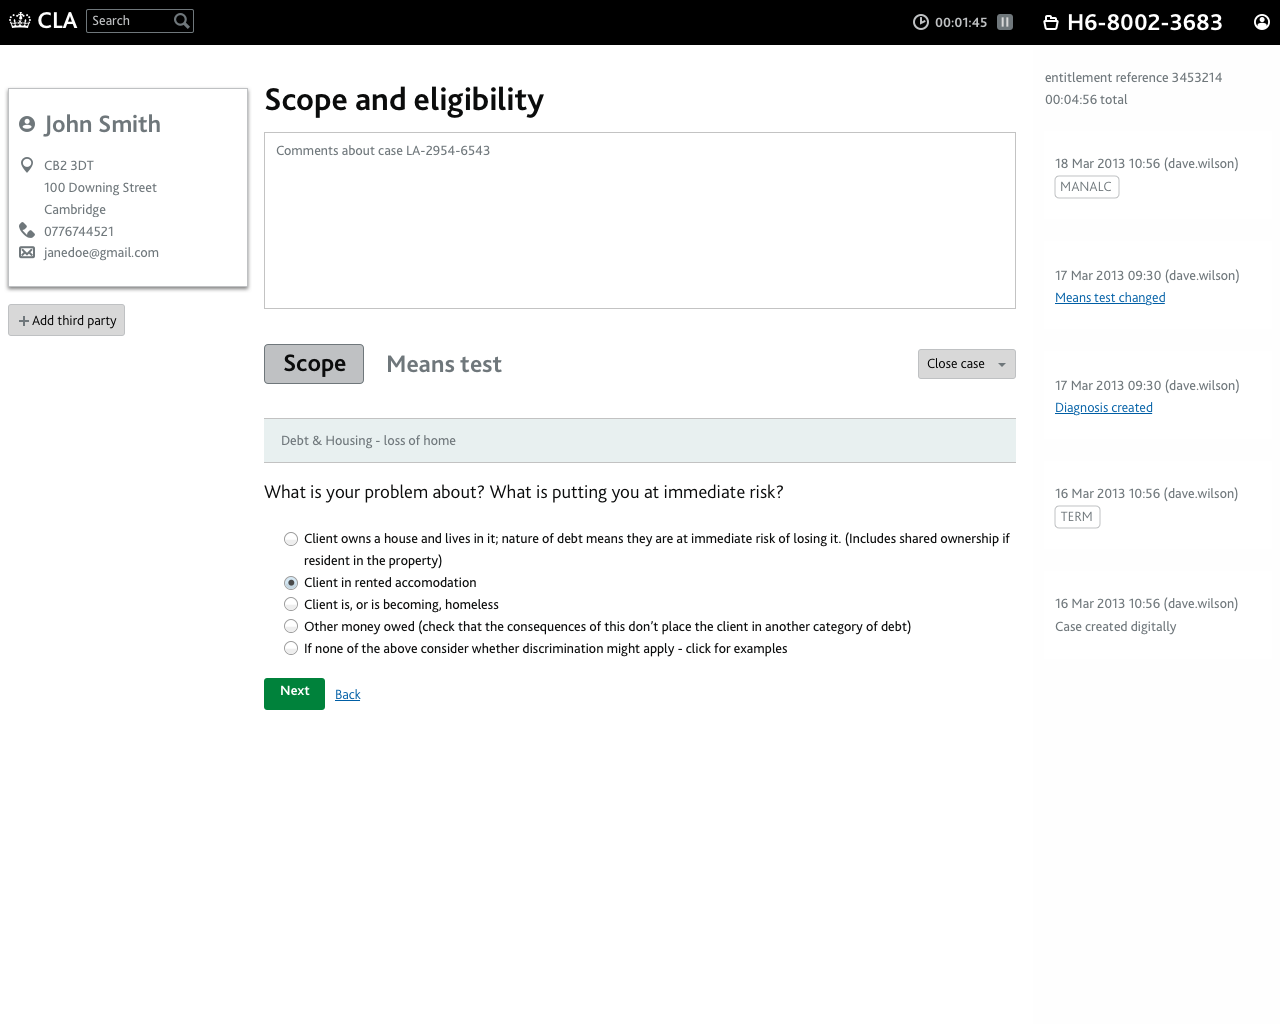 CLA
Search
00:01:45
H6-8002-3683
John Smith
CB2 3DT
100 Downing Street
Cambridge
0776744521
janedoe@gmail.com
Add third party
Scope and eligibility
Comments about case LA-2954-6543
Scope
Means test
Close case
Debt & Housing - loss of home
What is your problem about? What is putting you at immediate risk?
Client owns a house and lives in it; nature of debt means they are at immediate risk of losing it. (Includes shared ownership if
resident in the property)
Client in rented accomodation
Client is, or is becoming, homeless
Other money owed (check that the consequences of this don’t place the client in another category of debt)
If none of the above consider whether discrimination might apply - click for examples
Next
Back
entitlement reference 3453214
00:04:56 total
18 Mar 2013 10:56 (dave.wilson)
MANALC
17 Mar 2013 09:30 (dave.wilson)
Means test changed
17 Mar 2013 09:30 (dave.wilson)
Diagnosis created
16 Mar 2013 10:56 (dave.wilson)
TERM
16 Mar 2013 10:56 (dave.wilson)
Case created digitally